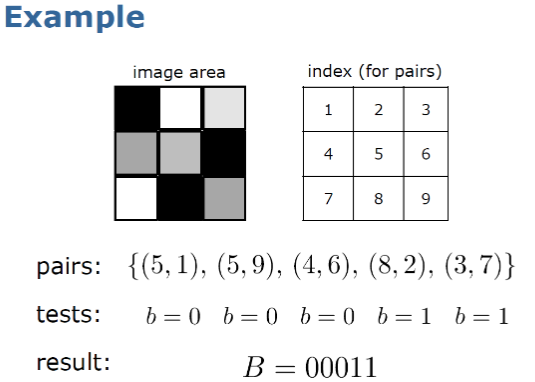 Example
image area index (for pairs)
1 2 3
4 5 6
7 8 9
pairs: {(5, 1), (5, 9), (4, 6), (8, 2), (3, 7)}
tests: b = 0 b = 0 b = 0 b = 1 b = 1
result: B = 00011